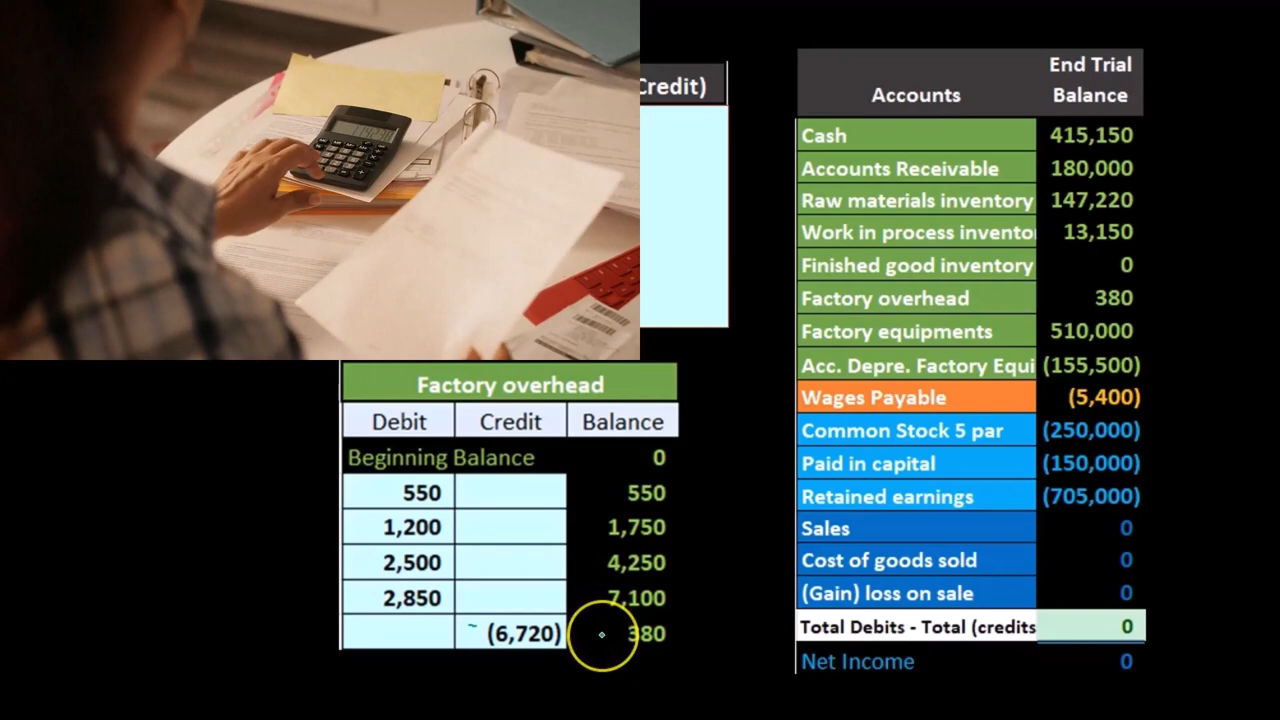 Credit)
End Trial
Accounts Balance
Cash 415,150
Accounts Receivable 180,000
Raw materials inventory 147,220
Work in process invento 13,150
Finished good inventory 0
Factory overhead 380
Factory equipments 510,000
Acc. Depre. Factory Equi (155,500)
Wages Payable (5,400)
Common Stock 5 par (250,000)
Paid in capital (150,000)
Retained earnings (705,000)
Sales 0
Cost of goods sold 0
(Gain) loss on sale 0
Total Debits - Total (credits 0
Net Income 0
Factory overhead
Debit Credit Balance
Beginning Balance 0
550 550
1,200 1,750
2,500 4,250
2,850 7,100
(6,720) 380